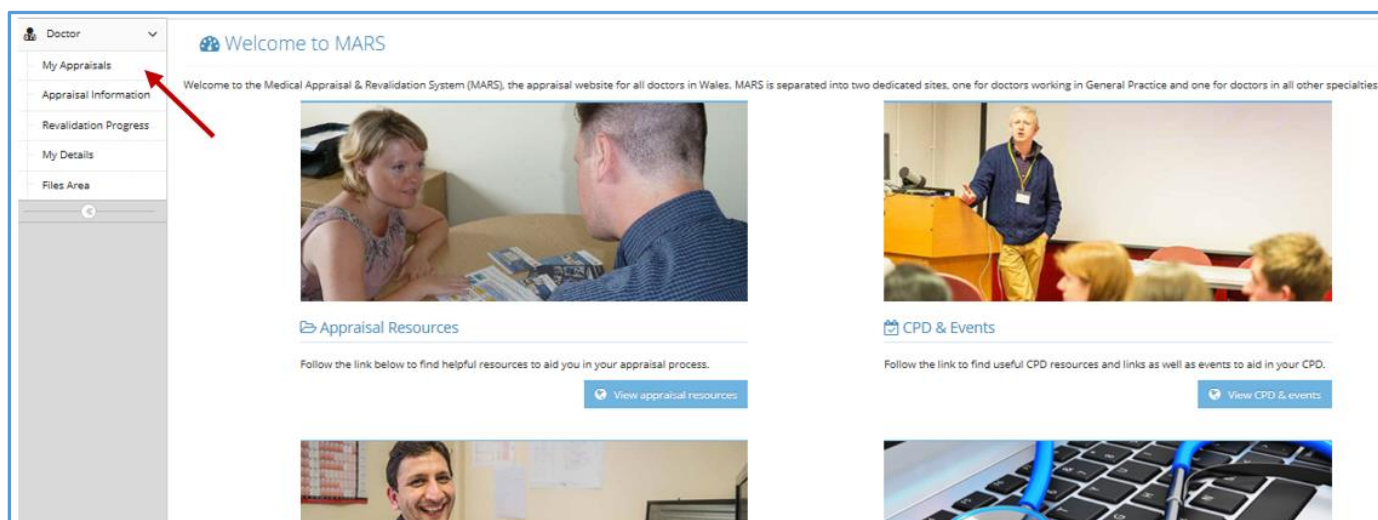 Doctor
My Appraisals
Appraisal Information
Revalidation Progress
My Details
Files Area
Welcome to MARS
Welcome to the Medical Appraisal & Revalidation System (MARS), the appraisal website for all doctors in Wales. MARS is separated into two dedicated sites, one for doctors working in General Practice and one for doctors in all other specialties
Appraisal Resources
Follow the link below to find helpful resources to aid you in your appraisal process.
View appraisal resources
CPD & Events
Follow the link to find useful CPD resources and links as well as events to aid in your CPD.
View CPD & events